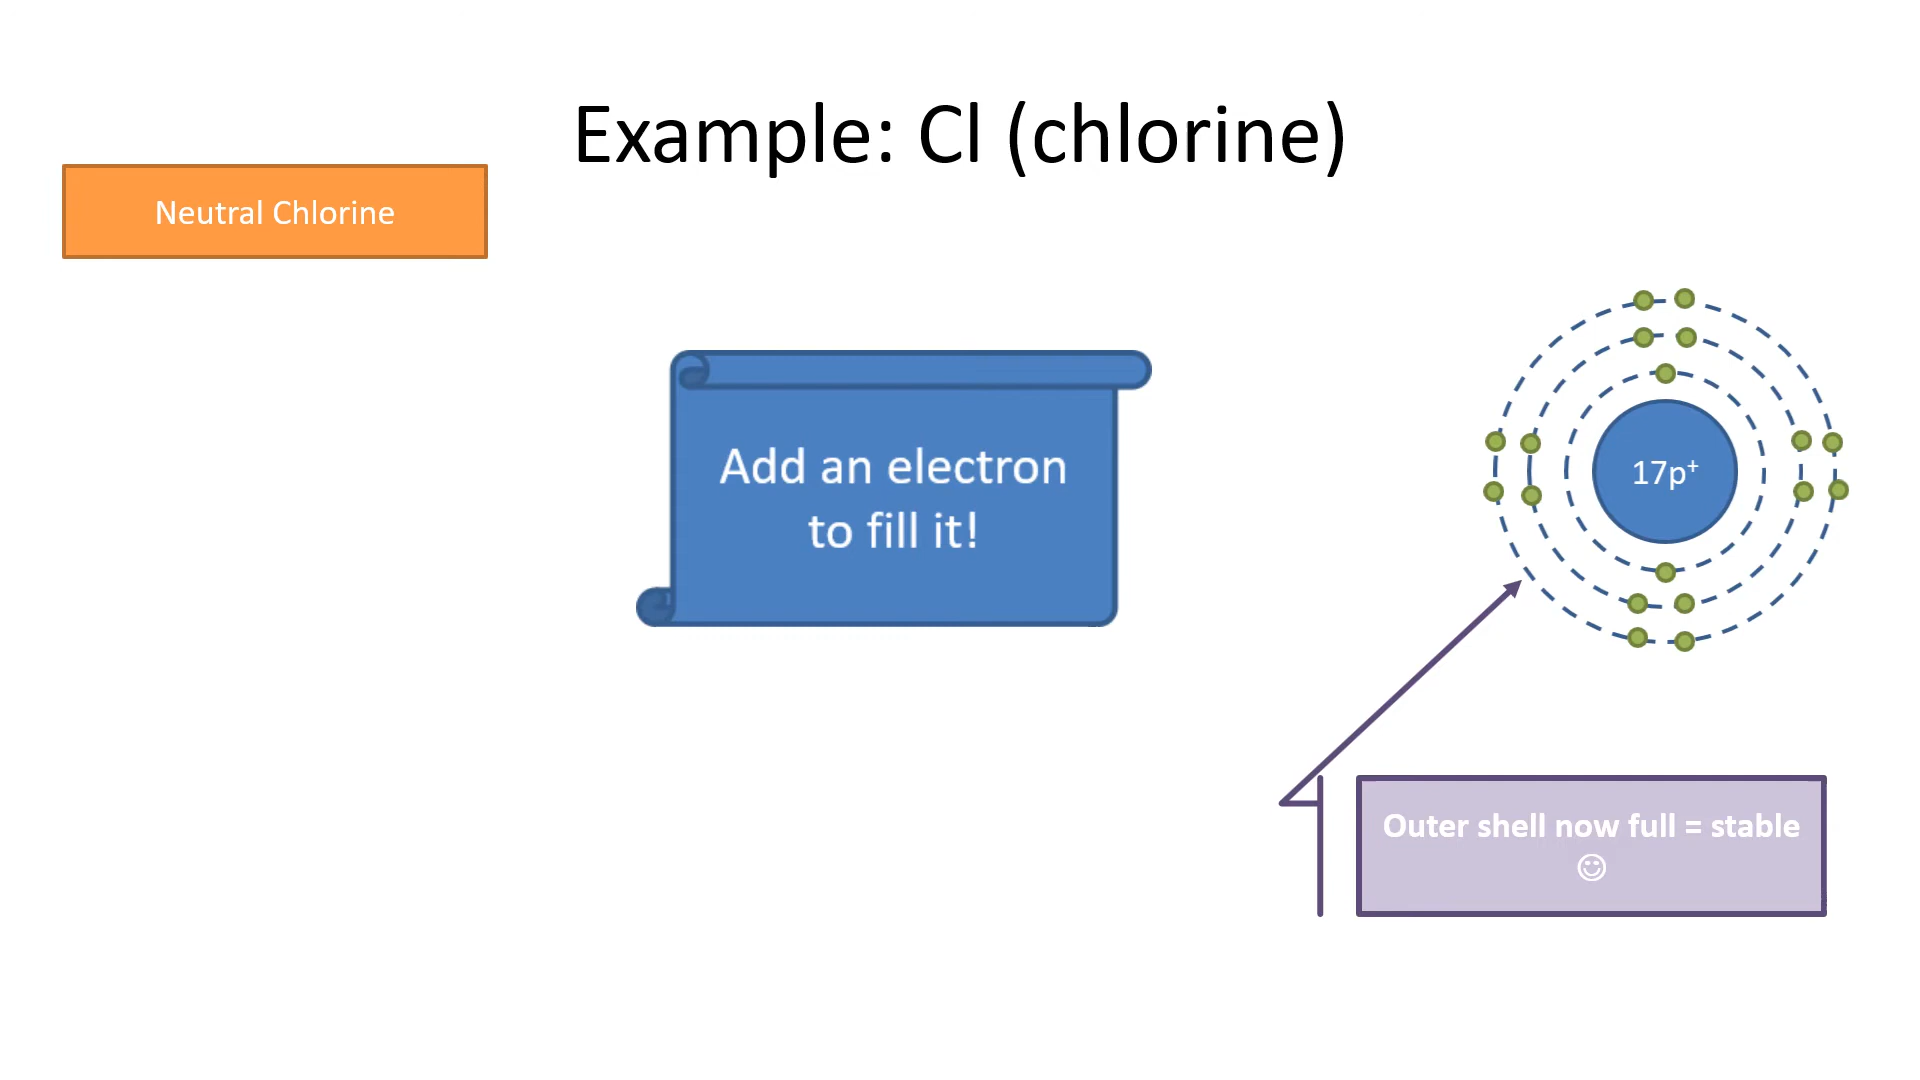 Example: Cl (chlorine)
Neutral Chlorine
Add an electron
to fill it!
17p⁺
Outer shell now full = stable
☺